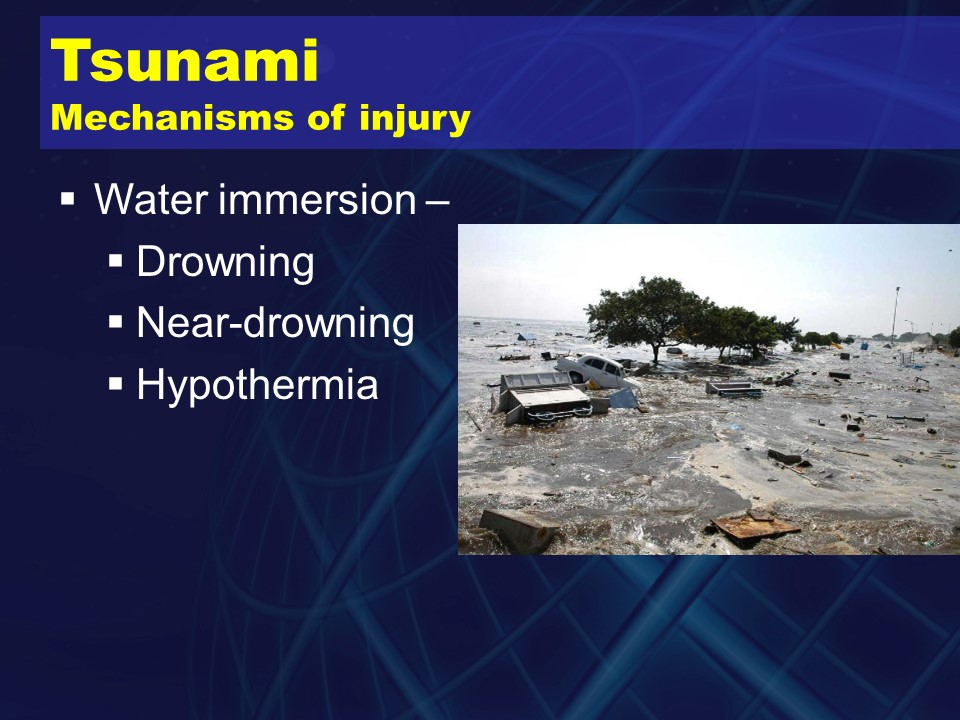 Tsunami
Mechanisms of injury
▪ Water immersion –
▪ Drowning
▪ Near-drowning
▪ Hypothermia